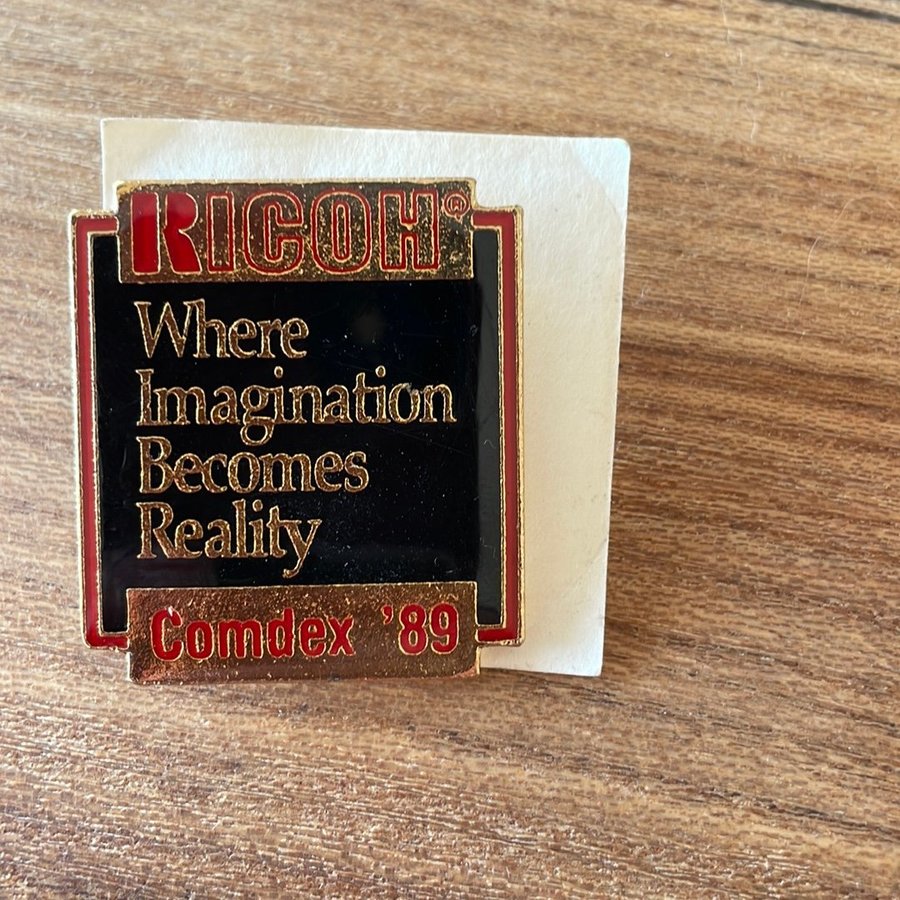 RICOH®
Where
Imagination
Becomes
Reality
Comdex '89